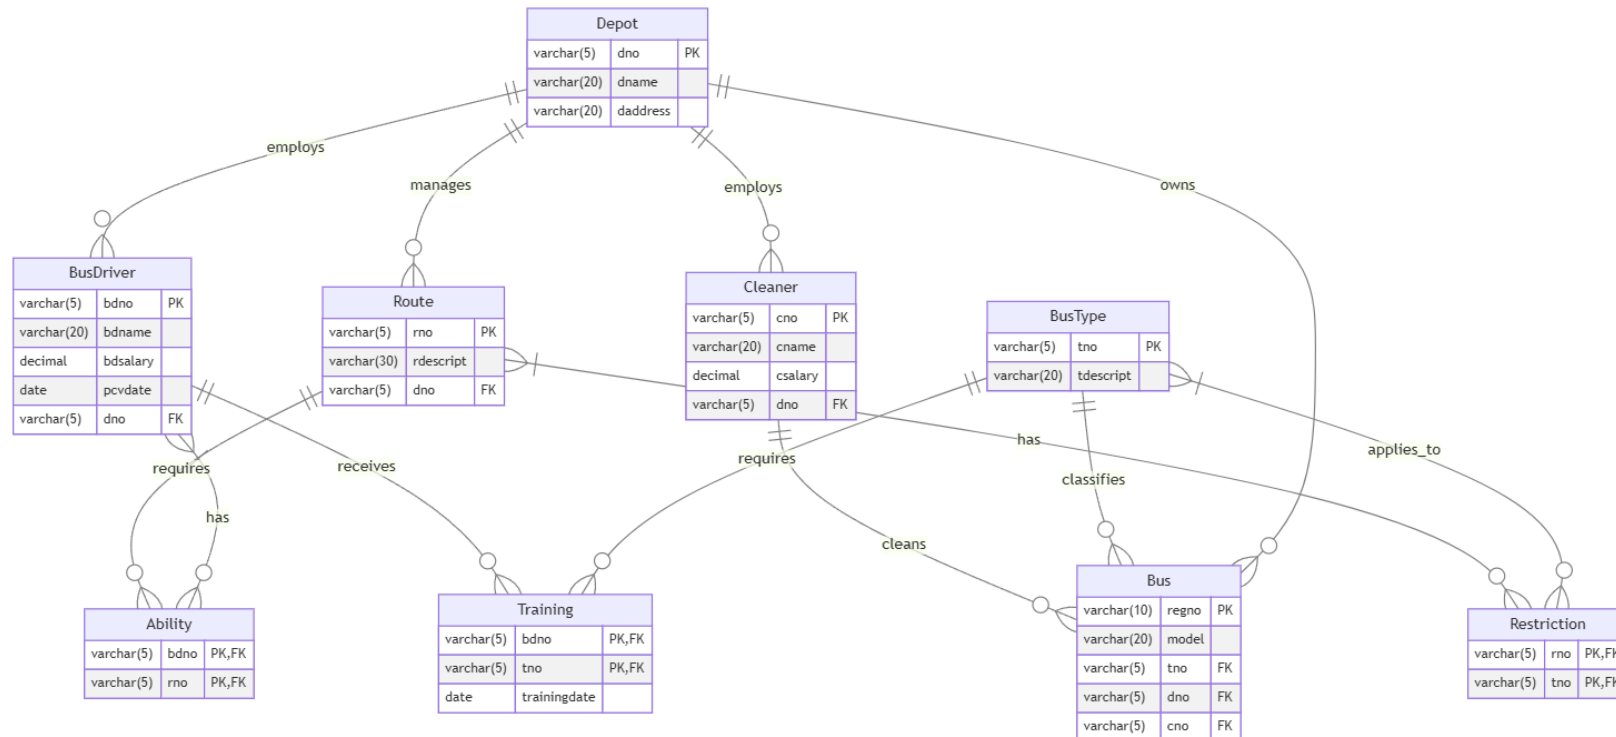 Depot
varchar(5) dno PK
varchar(20) dname
varchar(20) daddress
employs
manages
employs
owns
BusDriver
varchar(5) bdno PK
varchar(20) bdname
decimal bdsalary
date pcvdate
varchar(5) dno FK
Route
varchar(5) rno PK
varchar(30) rdescript
varchar(5) dno FK
Cleaner
varchar(5) cno PK
varchar(20) cname
decimal csalary
varchar(5) dno FK
BusType
varchar(5) tno PK
varchar(20) tdescript
requires
has
receives
requires
cleans
classifies
has
applies_to
Ability
varchar(5) bdno PK,FK
varchar(5) rno PK,FK
Training
varchar(5) bdno PK,FK
varchar(5) tno PK,FK
date trainingdate
Bus
varchar(10) regno PK
varchar(20) model
varchar(5) tno FK
varchar(5) dno FK
varchar(5) cno FK
Restriction
varchar(5) rno PK,FK
varchar(5) tno PK,FK